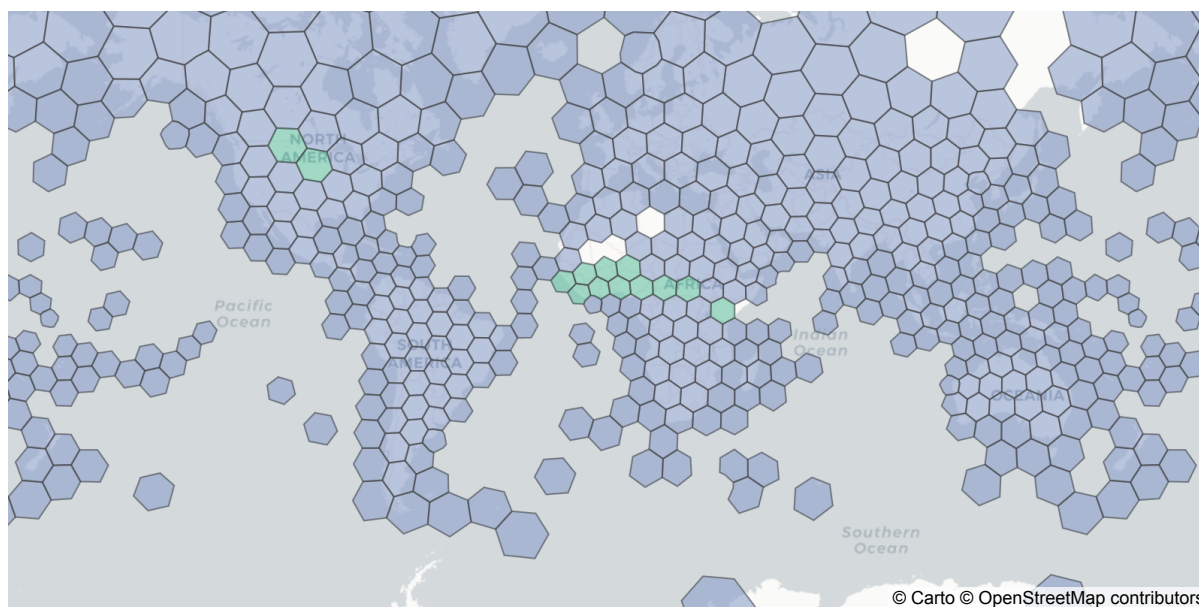 NORTH
AMERICA
ASIA
AFRICA
Pacific
Ocean
Indian
Ocean
SOUTH
AMERICA
OCEANIA
Southern
Ocean
© Carto © OpenStreetMap contributors